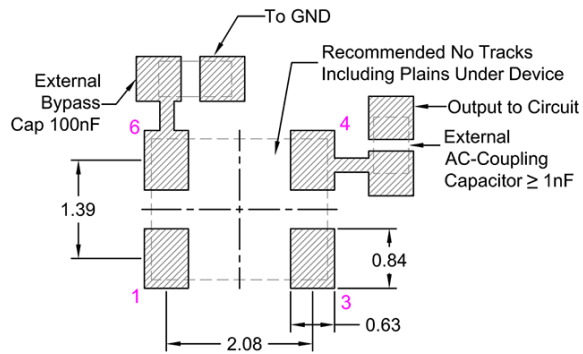 To GND
Recommended No Tracks
Including Plains Under Device
External
Bypass
Cap 100nF
6
4
Output to Circuit
External
AC-Coupling
Capacitor ≥ 1nF
1.39
0.84
1
3
0.63
2.08